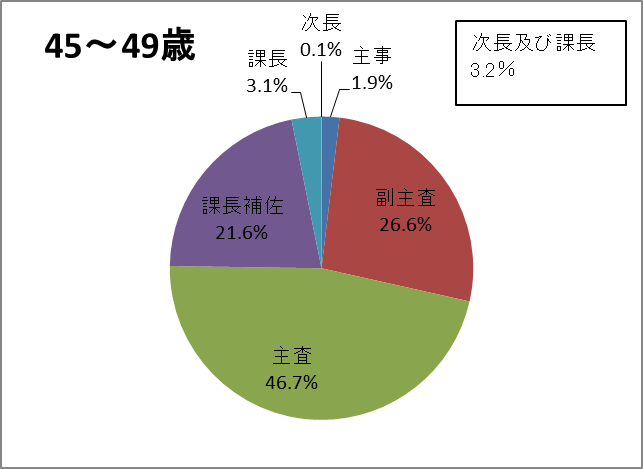 45～49歳
次長
0.1%
次長及び課長
3.2％
課長
3.1%
主事
1.9%
副主査
26.6%
課長補佐
21.6%
主査
46.7%